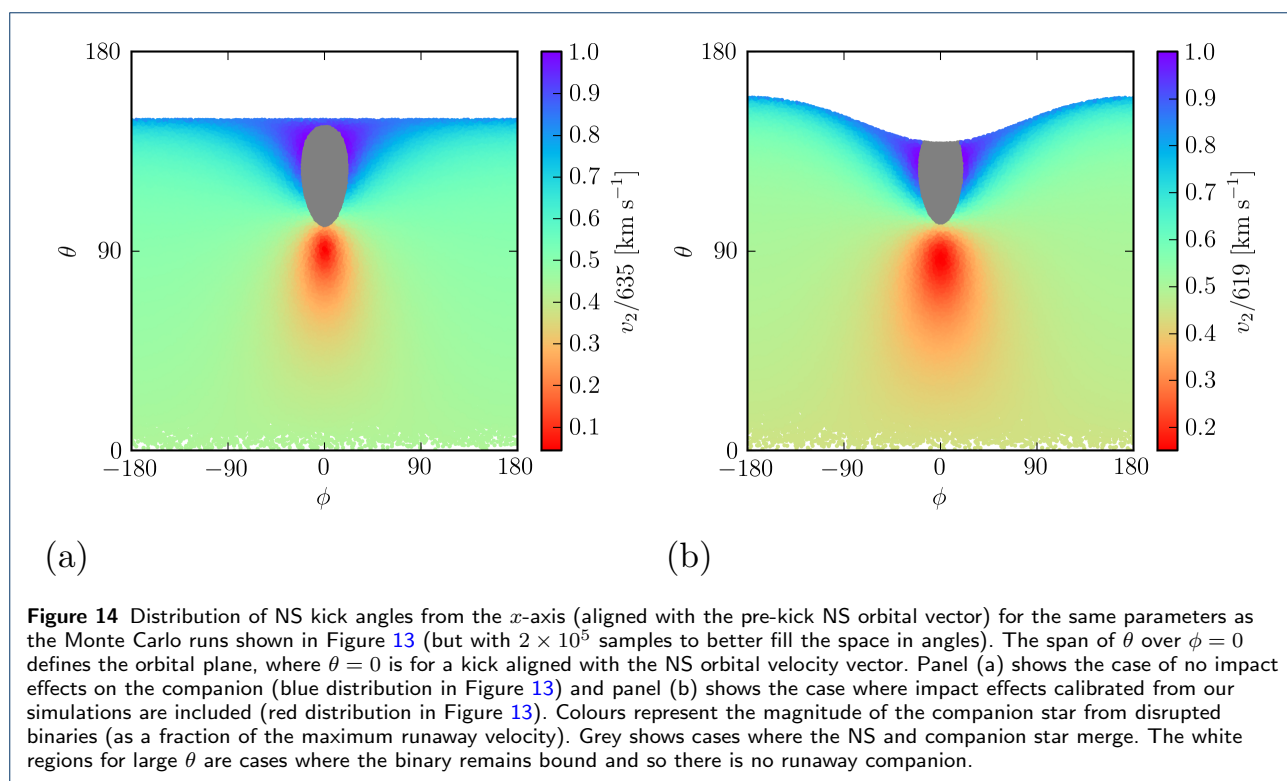 180
90
0
θ
−180
−90
0
90
180
ϕ
1.0
0.9
0.8
0.7
0.6
0.5
0.4
0.3
0.2
0.1
v₂/635 [km s⁻¹]
(a)
180
90
0
θ
−180
−90
0
90
180
ϕ
1.0
0.9
0.8
0.7
0.6
0.5
0.4
0.3
0.2
v₂/619 [km s⁻¹]
(b)
Figure 14 Distribution of NS kick angles from the x-axis (aligned with the pre-kick NS orbital vector) for the same parameters as
the Monte Carlo runs shown in Figure 13 (but with 2 × 10⁵ samples to better fill the space in angles). The span of θ over ϕ = 0
defines the orbital plane, where θ = 0 is for a kick aligned with the NS orbital velocity vector. Panel (a) shows the case of no impact
effects on the companion (blue distribution in Figure 13) and panel (b) shows the case where impact effects calibrated from our
simulations are included (red distribution in Figure 13). Colours represent the magnitude of the companion star from disrupted
binaries (as a fraction of the maximum runaway velocity). Grey shows cases where the NS and companion star merge. The white
regions for large θ are cases where the binary remains bound and so there is no runaway companion.